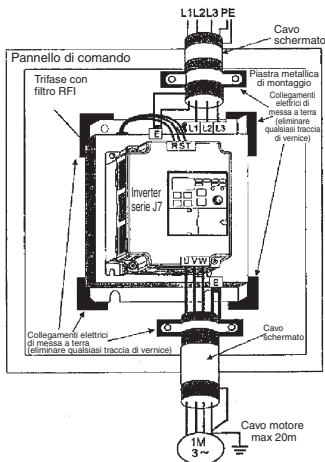 L1L2L3 PE
Cavo
schermato
Pannello di comando
Trifase con
filtro RFI
Piastra metallica
di montaggio
Collegamenti
elettrici di
messa a terra
(eliminare
qualsiasi traccia
di vernice)
E
L1 L2 L3
RST
Inverter
serie J7
UVW
E
Collegamenti elettrici
di messa a terra
(eliminare qualsiasi traccia di vernice)
Cavo
schermato
Cavo motore
max 20m
1M
3~